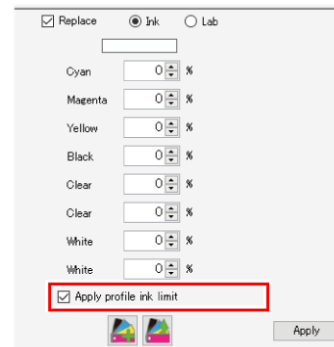 Replace Ink Lab
Cyan 0 %
Magenta 0 %
Yellow 0 %
Black 0 %
Clear 0 %
Clear 0 %
White 0 %
White 0 %
Apply profile ink limit
Apply